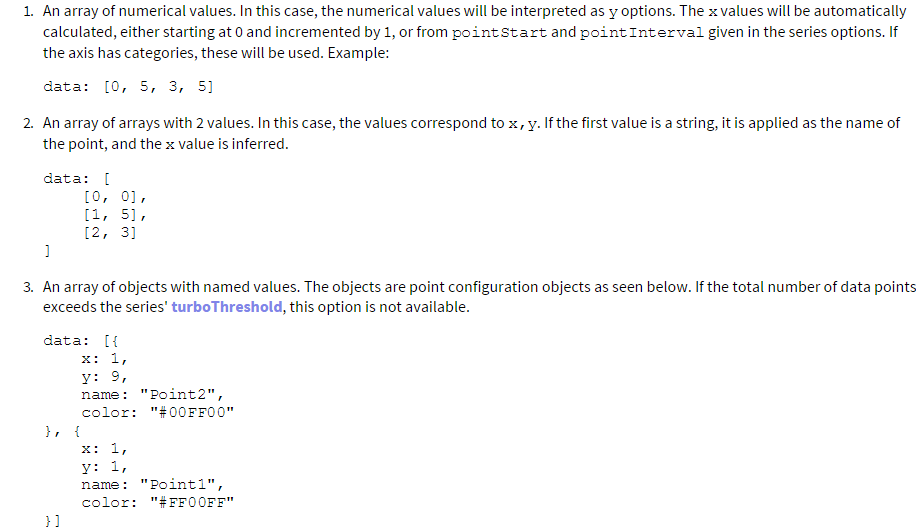 1. An array of numerical values. In this case, the numerical values will be interpreted as y options. The x values will be automatically
calculated, either starting at 0 and incremented by 1, or from pointStart and pointInterval given in the series options. If
the axis has categories, these will be used. Example:
data: [0, 5, 3, 5]
2. An array of arrays with 2 values. In this case, the values correspond to x, y. If the first value is a string, it is applied as the name of
the point, and the x value is inferred.
data: [
[0, 0],
[1, 5],
[2, 3]
]
3. An array of objects with named values. The objects are point configuration objects as seen below. If the total number of data points
exceeds the series' turboThreshold, this option is not available.
data: [{
x: 1,
y: 9,
name: "Point2",
color: "#00FF00"
}, {
x: 1,
y: 1,
name: "Point1",
color: "#FF00FF"
}]